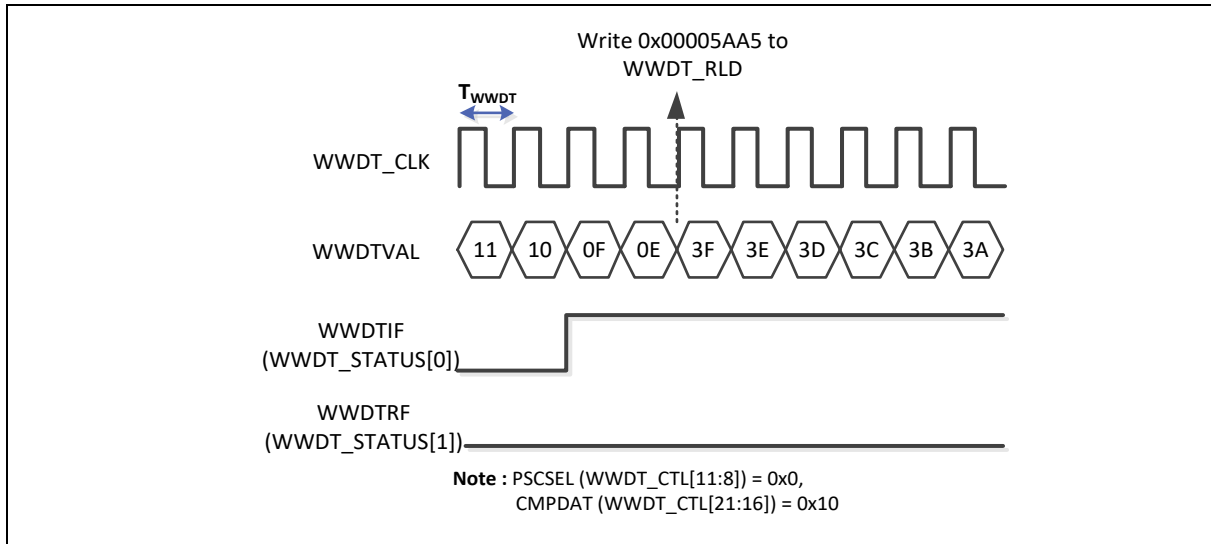 Write 0x00005AA5 to
WWDT_RLD
TWWDT
WWDT_CLK
WWDTVAL 11 10 0F 0E 3F 3E 3D 3C 3B 3A
WWDTIF
(WWDT_STATUS[0])
WWDTRF
(WWDT_STATUS[1])
Note : PSCSEL (WWDT_CTL[11:8]) = 0x0,
CMPDAT (WWDT_CTL[21:16]) = 0x10